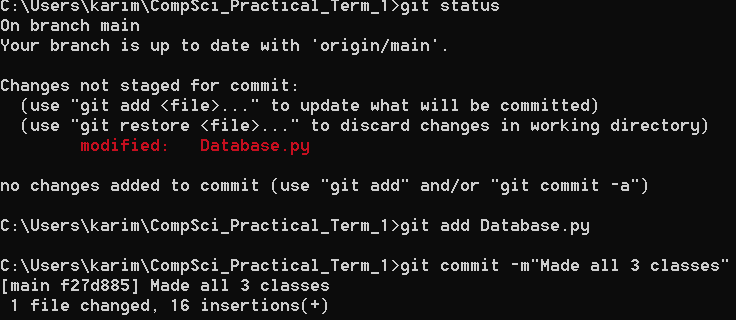 C:\Users\karim\CompSci_Practical_Term_1>git status
On branch main
Your branch is up to date with 'origin/main'.
Changes not staged for commit:
(use "git add <file>..." to update what will be committed)
(use "git restore <file>..." to discard changes in working directory)
modified: Database.py
no changes added to commit (use "git add" and/or "git commit -a")
C:\Users\karim\CompSci_Practical_Term_1>git add Database.py
C:\Users\karim\CompSci_Practical_Term_1>git commit -m"Made all 3 classes"
[main f27d885] Made all 3 classes
1 file changed, 16 insertions(+)